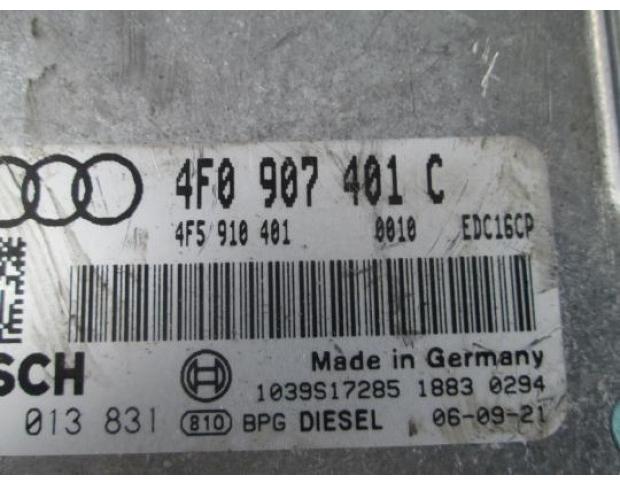 4F0 907 401 C
4F5 910 401 0010 EDC16CP
SCH Made in Germany
1039S17285 1883 0294
013 831 810 BPG DIESEL 06-09-21